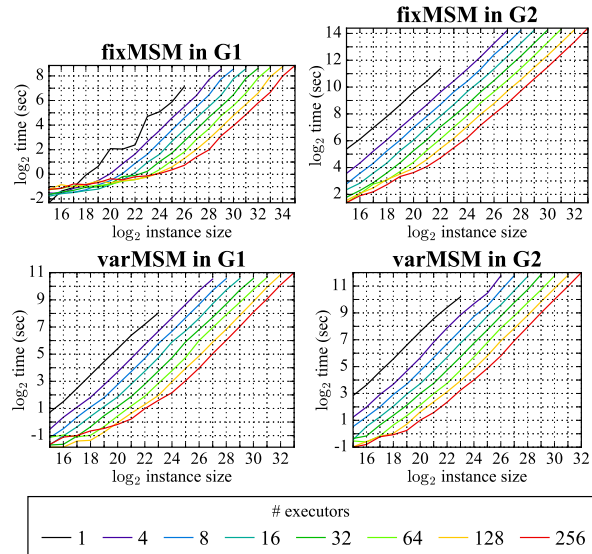 fixMSM in G1
8
6
4
2
0
-2
log2 time (sec)
16 18 20 22 24 26 28 30 32 34
log2 instance size
fixMSM in G2
14
12
10
8
6
4
2
log2 time (sec)
16 18 20 22 24 26 28 30 32
log2 instance size
varMSM in G1
11
9
7
5
3
1
-1
log2 time (sec)
16 18 20 22 24 26 28 30 32
log2 instance size
varMSM in G2
11
9
7
5
3
1
-1
log2 time (sec)
16 18 20 22 24 26 28 30 32
log2 instance size
# executors
1 4 8 16 32 64 128 256